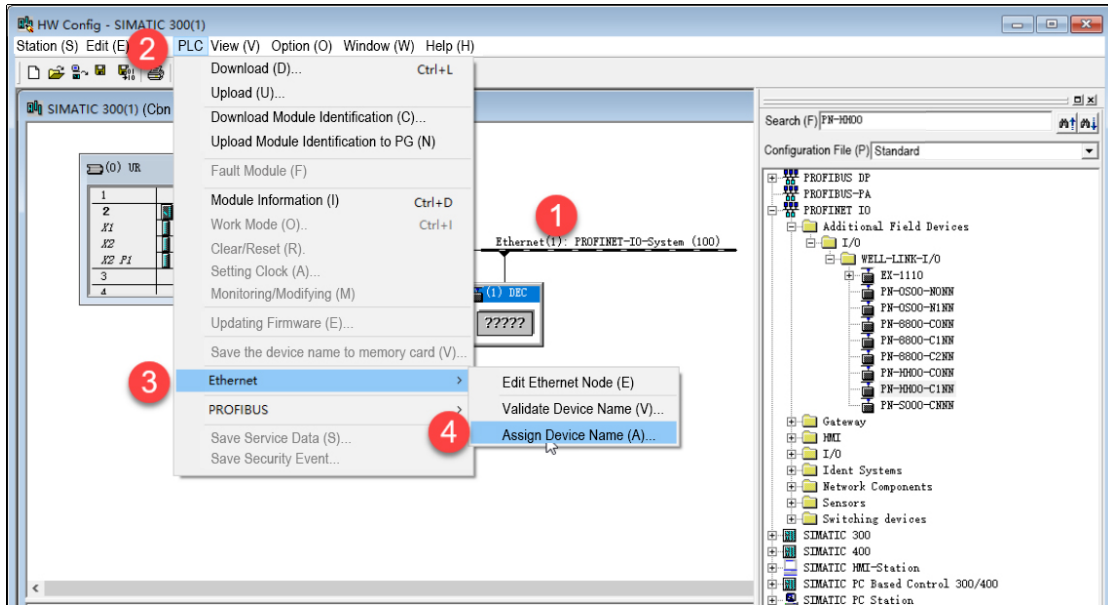 HW Config - SIMATIC 300(1)
Station (S) Edit (E) PLC View (V) Option (O) Window (W) Help (H)
2
SIMATIC 300(1) (Cbn
(0) UR
1
2
X1
X2
X2 P1
3
4
Download (D)... Ctrl+L
Upload (U)...
Download Module Identification (C)...
Upload Module Identification to PG (N)
Fault Module (F)
Module Information (I) Ctrl+D
Work Mode (O).. Ctrl+I
Clear/Reset (R).
Setting Clock (A)...
Monitoring/Modifying (M)
Updating Firmware (E)...
Save the device name to memory card (V)...
3
Ethernet >
PROFIBUS >
Save Service Data (S)...
Save Security Event...
Edit Ethernet Node (E)
Validate Device Name (V)...
4
Assign Device Name (A)...
1
Ethernet(1): PROFINET-IO-System (100)
(1) DEC
?????
Search (F) PN-HH00
Configuration File (P) Standard
PROFIBUS DP
PROFIBUS-PA
PROFINET IO
Additional Field Devices
I/O
WELL-LINK-I/O
EX-1110
PN-OS00-NONN
PN-OS00-N1NN
PN-8800-CONN
PN-8800-C1NN
PN-8800-C2NN
PN-HH00-CONN
PN-HH00-C1NN
PN-S000-CNNN
Gateway
HMI
I/O
Ident Systems
Network Components
Sensors
Switching devices
SIMATIC 300
SIMATIC 400
SIMATIC HMI-Station
SIMATIC PC Based Control 300/400
SIMATIC PC Station